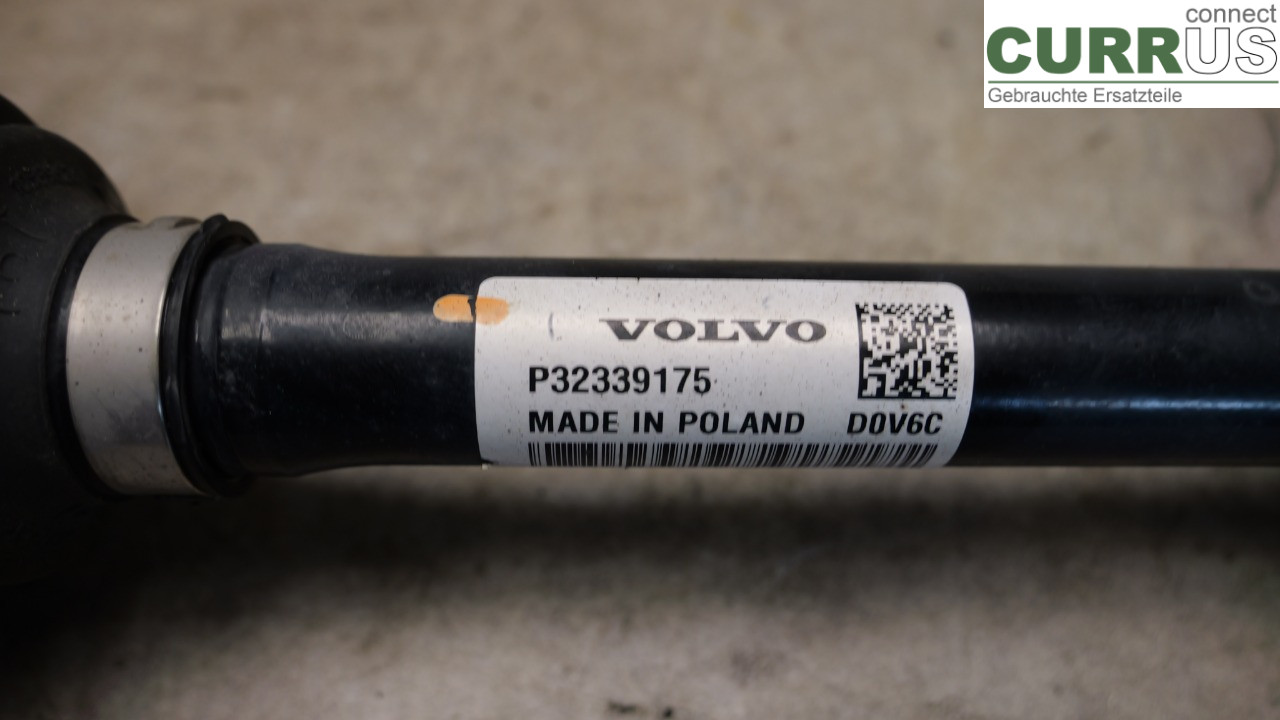 connect
CURRUS
Gebrauchte Ersatzteile
VOLVO
P32339175
MADE IN POLAND D0V6C